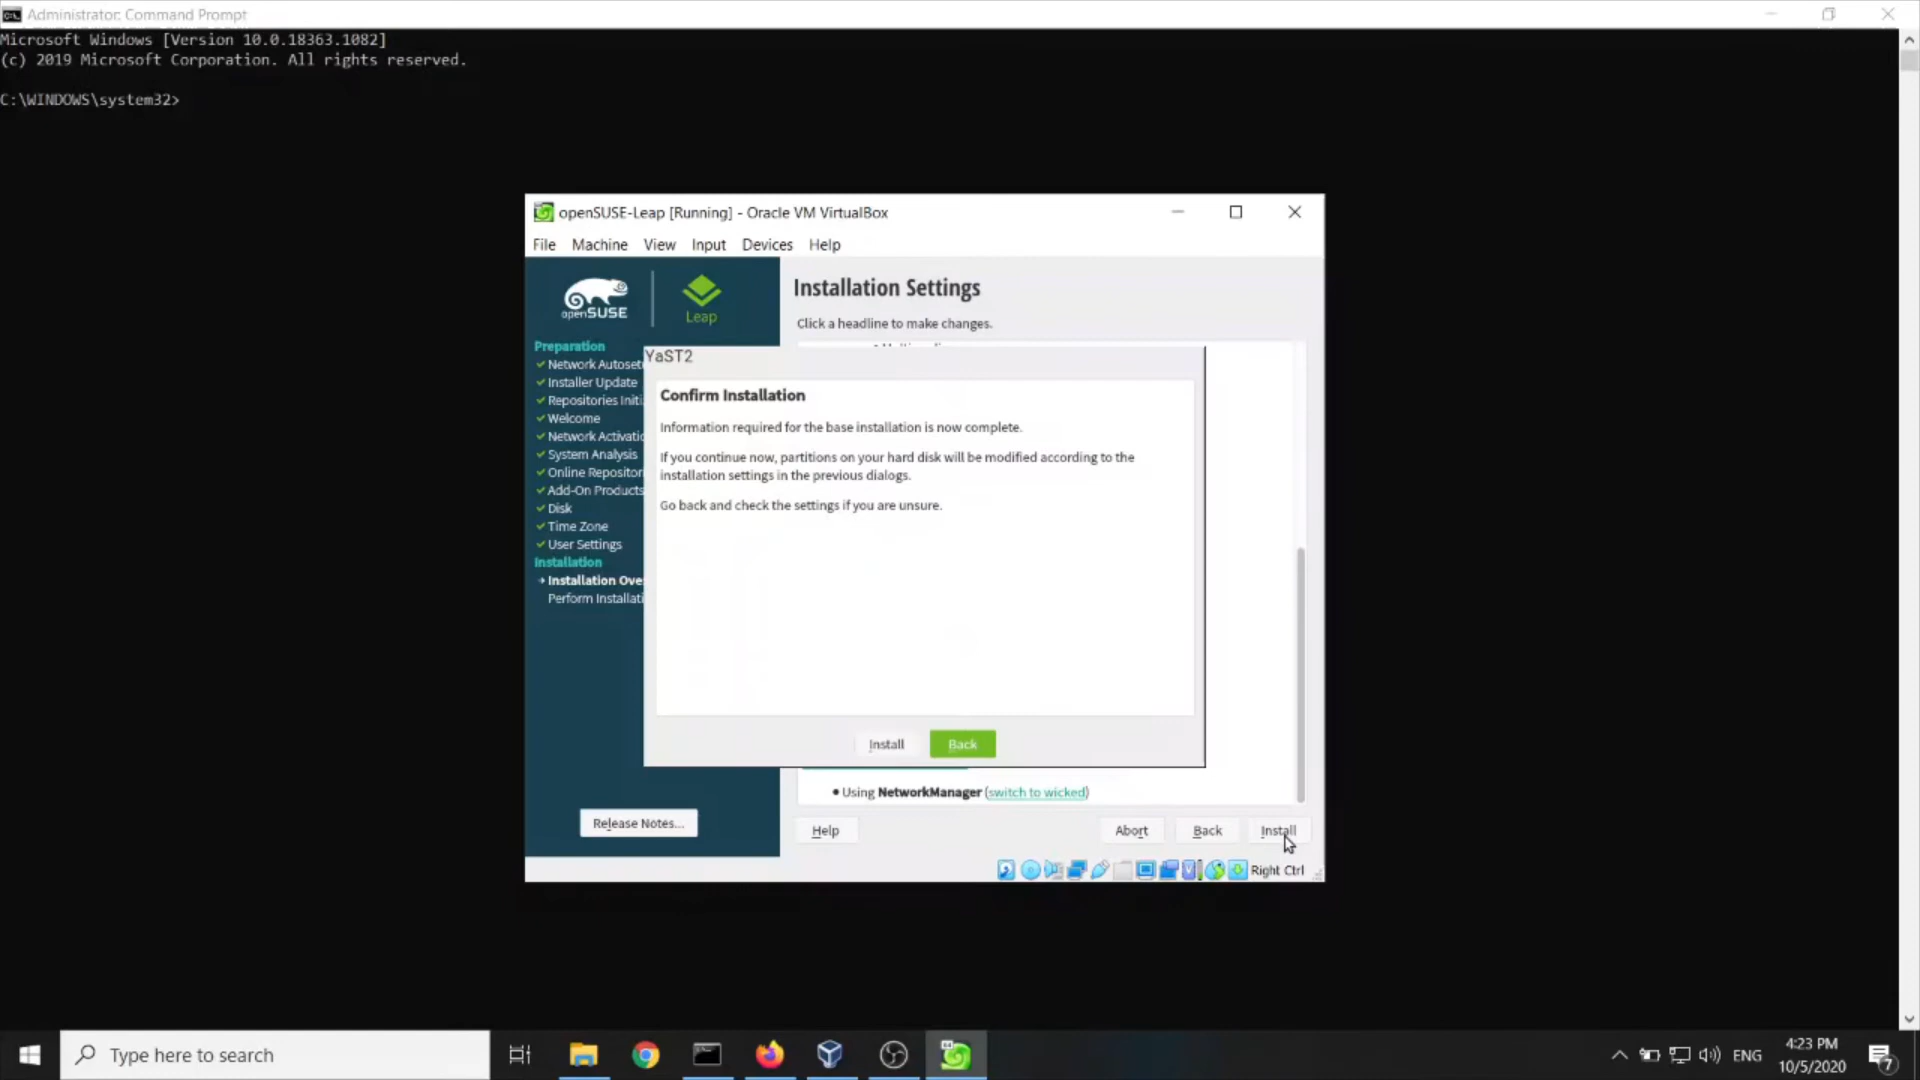 Administrator: Command Prompt
Microsoft Windows [Version 10.0.18363.1082]
(c) 2019 Microsoft Corporation. All rights reserved.
C:\WINDOWS\system32>
openSUSE-Leap [Running] - Oracle VM VirtualBox
File Machine View Input Devices Help
openSUSE
Leap
Installation Settings
Click a headline to make changes.
Preparation
Network Autoset
Installer Update
Repositories Initi
Welcome
Network Activatio
System Analysis
Online Repositor
Add-On Products
Disk
Time Zone
User Settings
Installation
Installation Ove
Perform Installati
Release Notes...
YaST2
Confirm Installation
Information required for the base installation is now complete.
If you continue now, partitions on your hard disk will be modified according to the
installation settings in the previous dialogs.
Go back and check the settings if you are unsure.
Install Back
• Using NetworkManager (switch to wicked)
Help Abort Back Install
Right Ctrl
Type here to search
ENG
4:23 PM
10/5/2020
7